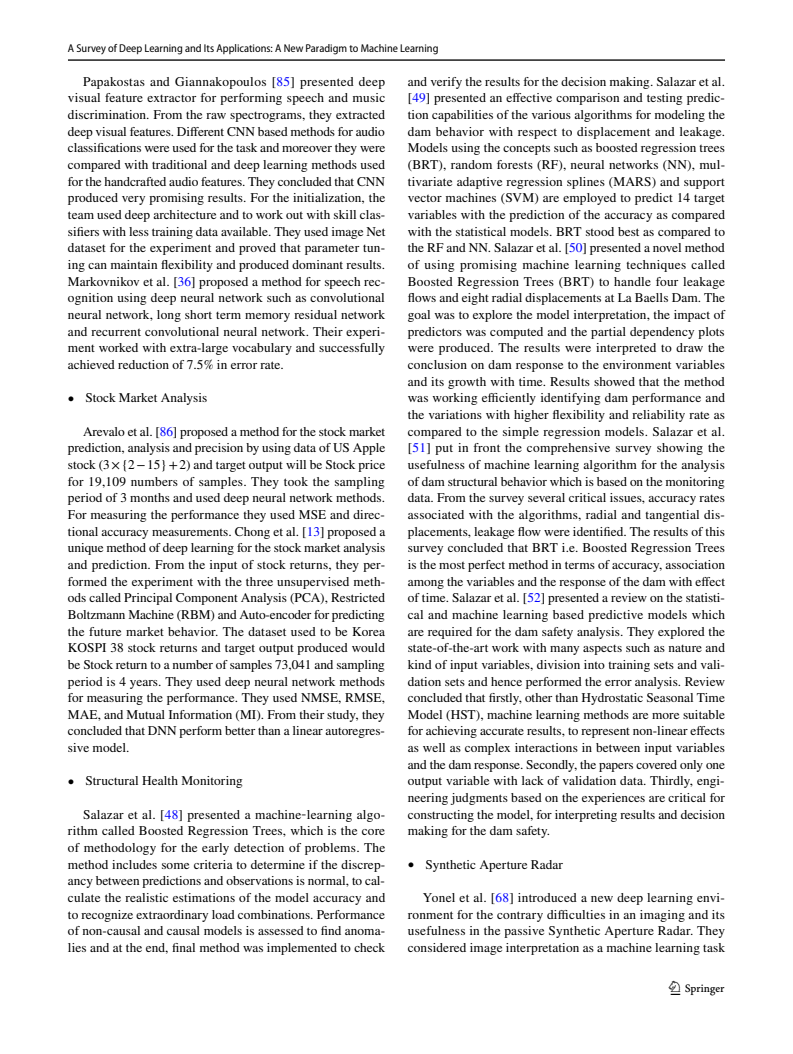 A Survey of Deep Learning and Its Applications: A New Paradigm to Machine Learning
Papakostas and Giannakopoulos [85] presented deep
visual feature extractor for performing speech and music
discrimination. From the raw spectrograms, they extracted
deep visual features. Different CNN based methods for audio
classifications were used for the task and moreover they were
compared with traditional and deep learning methods used
for the handcrafted audio features. They concluded that CNN
produced very promising results. For the initialization, the
team used deep architecture and to work out with skill clas-
sifiers with less training data available. They used image Net
dataset for the experiment and proved that parameter tun-
ing can maintain flexibility and produced dominant results.
Markovnikov et al. [36] proposed a method for speech rec-
ognition using deep neural network such as convolutional
neural network, long short term memory residual network
and recurrent convolutional neural network. Their experi-
ment worked with extra-large vocabulary and successfully
achieved reduction of 7.5% in error rate.
• Stock Market Analysis
Arevalo et al. [86] proposed a method for the stock market
prediction, analysis and precision by using data of US Apple
stock (3×{2−15}+2) and target output will be Stock price
for 19,109 numbers of samples. They took the sampling
period of 3 months and used deep neural network methods.
For measuring the performance they used MSE and direc-
tional accuracy measurements. Chong et al. [13] proposed a
unique method of deep learning for the stock market analysis
and prediction. From the input of stock returns, they per-
formed the experiment with the three unsupervised meth-
ods called Principal Component Analysis (PCA), Restricted
Boltzmann Machine (RBM) and Auto-encoder for predicting
the future market behavior. The dataset used to be Korea
KOSPI 38 stock returns and target output produced would
be Stock return to a number of samples 73,041 and sampling
period is 4 years. They used deep neural network methods
for measuring the performance. They used NMSE, RMSE,
MAE, and Mutual Information (MI). From their study, they
concluded that DNN perform better than a linear autoregres-
sive model.
• Structural Health Monitoring
Salazar et al. [48] presented a machine-learning algo-
rithm called Boosted Regression Trees, which is the core
of methodology for the early detection of problems. The
method includes some criteria to determine if the discrep-
ancy between predictions and observations is normal, to cal-
culate the realistic estimations of the model accuracy and
to recognize extraordinary load combinations. Performance
of non-causal and causal models is assessed to find anoma-
lies and at the end, final method was implemented to check
and verify the results for the decision making. Salazar et al.
[49] presented an effective comparison and testing predic-
tion capabilities of the various algorithms for modeling the
dam behavior with respect to displacement and leakage.
Models using the concepts such as boosted regression trees
(BRT), random forests (RF), neural networks (NN), mul-
tivariate adaptive regression splines (MARS) and support
vector machines (SVM) are employed to predict 14 target
variables with the prediction of the accuracy as compared
with the statistical models. BRT stood best as compared to
the RF and NN. Salazar et al. [50] presented a novel method
of using promising machine learning techniques called
Boosted Regression Trees (BRT) to handle four leakage
flows and eight radial displacements at La Baells Dam. The
goal was to explore the model interpretation, the impact of
predictors was computed and the partial dependency plots
were produced. The results were interpreted to draw the
conclusion on dam response to the environment variables
and its growth with time. Results showed that the method
was working efficiently identifying dam performance and
the variations with higher flexibility and reliability rate as
compared to the simple regression models. Salazar et al.
[51] put in front the comprehensive survey showing the
usefulness of machine learning algorithm for the analysis
of dam structural behavior which is based on the monitoring
data. From the survey several critical issues, accuracy rates
associated with the algorithms, radial and tangential dis-
placements, leakage flow were identified. The results of this
survey concluded that BRT i.e. Boosted Regression Trees
is the most perfect method in terms of accuracy, association
among the variables and the response of the dam with effect
of time. Salazar et al. [52] presented a review on the statisti-
cal and machine learning based predictive models which
are required for the dam safety analysis. They explored the
state-of-the-art work with many aspects such as nature and
kind of input variables, division into training sets and vali-
dation sets and hence performed the error analysis. Review
concluded that firstly, other than Hydrostatic Seasonal Time
Model (HST), machine learning methods are more suitable
for achieving accurate results, to represent non-linear effects
as well as complex interactions in between input variables
and the dam response. Secondly, the papers covered only one
output variable with lack of validation data. Thirdly, engi-
neering judgments based on the experiences are critical for
constructing the model, for interpreting results and decision
making for the dam safety.
• Synthetic Aperture Radar
Yonel et al. [68] introduced a new deep learning envi-
ronment for the contrary difficulties in an imaging and its
usefulness in the passive Synthetic Aperture Radar. They
considered image interpretation as a machine learning task
Springer